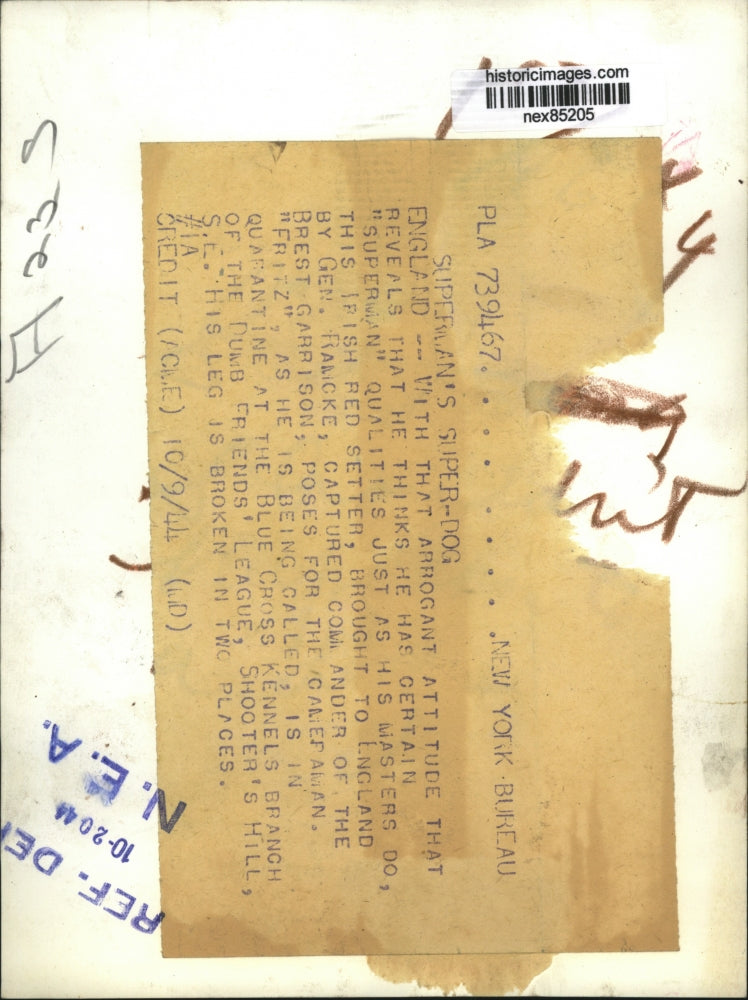 historicimages.com
nex85205
PLA 739467. . . . . . . .NEW YORK BUREAU
SUPERMAN'S SUPER-DOG
ENGLAND -- WITH THAT ARROGANT ATTITUDE THAT
REVEALS THAT HE THINKS HE HAS CERTAIN
"SUPERMAN" QUALITIES JUST AS HIS MASTERS DO,
THIS IRISH RED SETTER, BROUGHT TO ENGLAND
BY GEN. RAMCKE, CAPTURED COMMANDER OF THE
BREST GARRISON, POSES FOR THE CAMERAMAN.
"FRITZ", AS HE IS BEING CALLED, IS IN
QUARANTINE AT THE BLUE CROSS KENNELS BRANCH
OF THE DUMB FRIENDS' LEAGUE, SHOOTER'S HILL,
S.E. HIS LEG IS BROKEN IN TWO PLACES.
#1A
CREDIT (ACME) 10/9/44 (WD)
REF. DE
10-20-44
N. E. A.